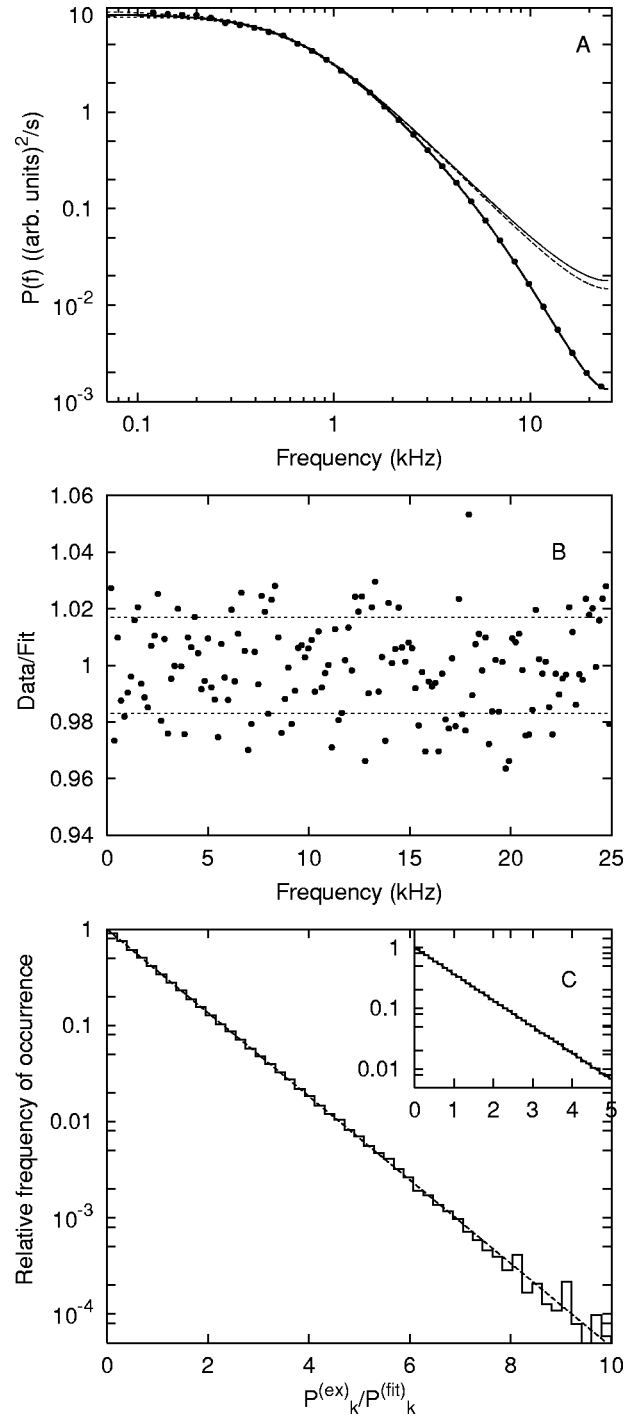 10
1
0.1
10^-2
10^-3
P(f) ((arb. units)^2/s)
A
0.1 1 10
Frequency (kHz)
1.06
1.04
1.02
1
0.98
0.96
0.94
Data/Fit
B
0 5 10 15 20 25
Frequency (kHz)
1
0.1
0.01
10^-3
10^-4
Relative frequency of occurrence
1
0.1
0.01
C
0 1 2 3 4 5
0 2 4 6 8 10
P^(ex)_k/P^(fit)_k